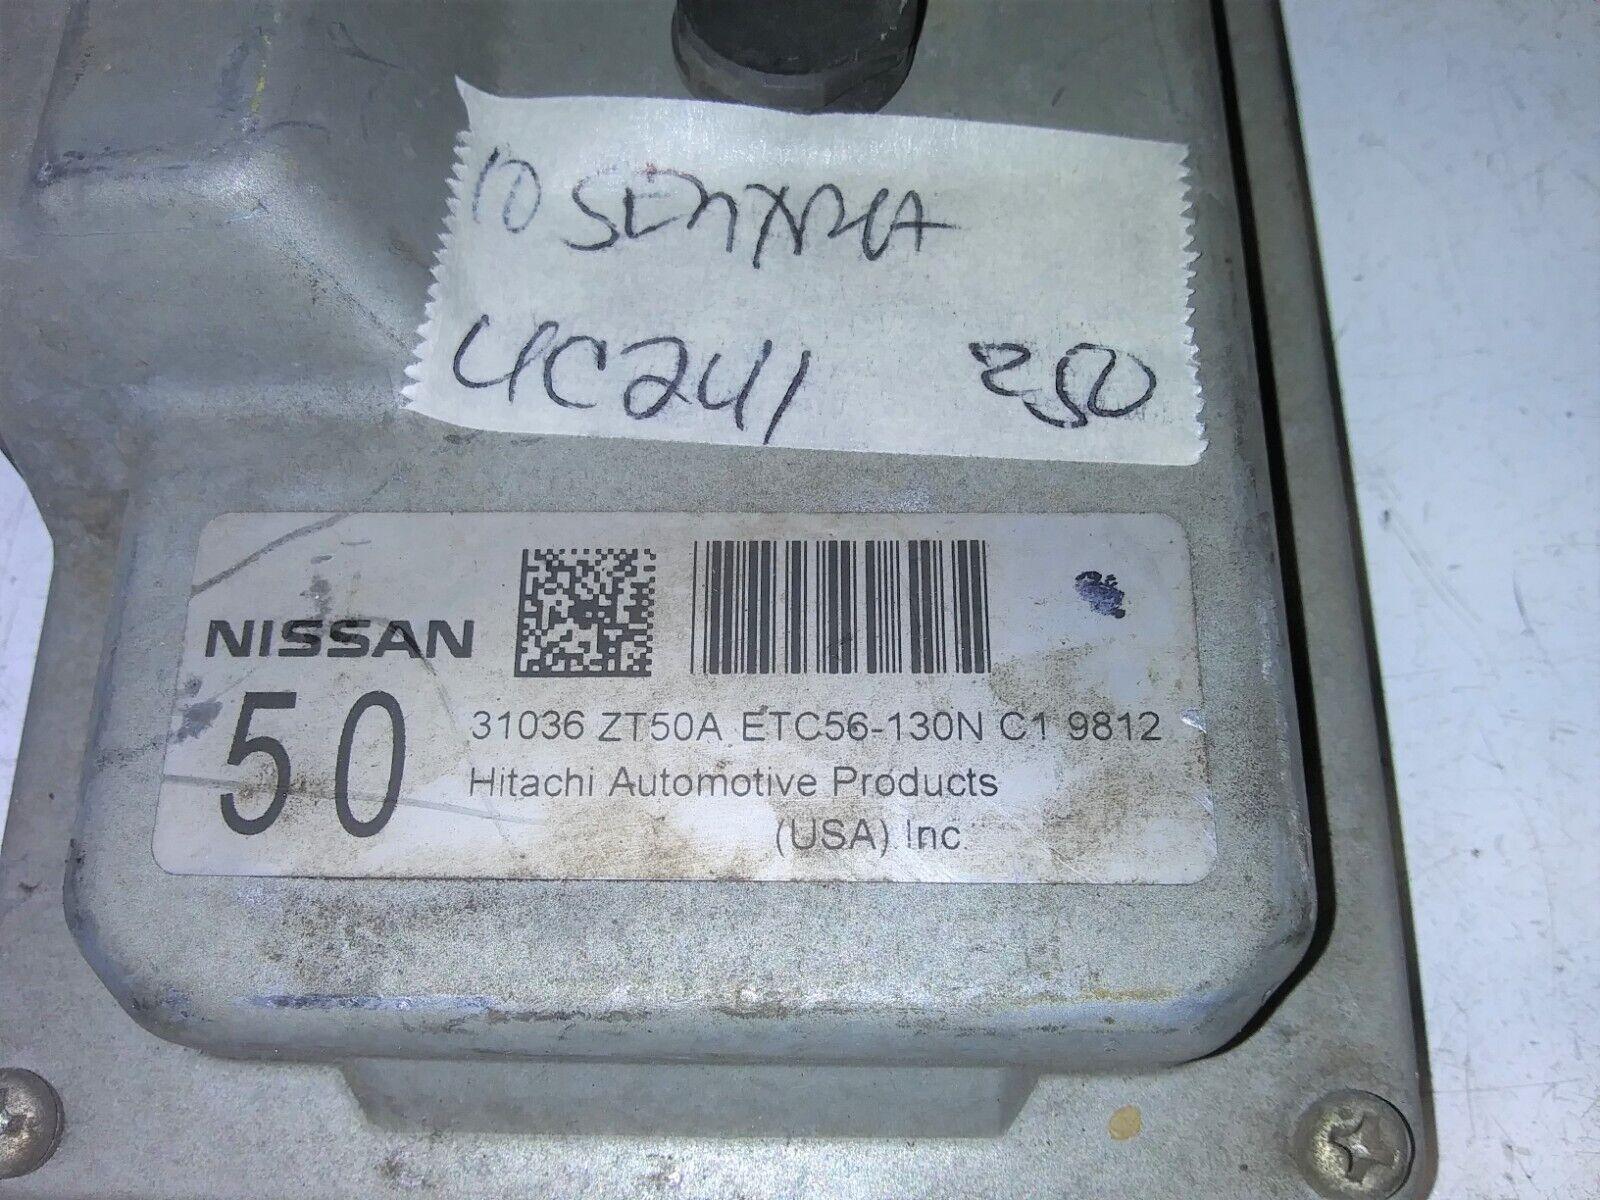 10 SENTRA
4C241 250
NISSAN
50
31036 ZT50A ETC56-130N C1 9812
Hitachi Automotive Products
(USA) Inc.